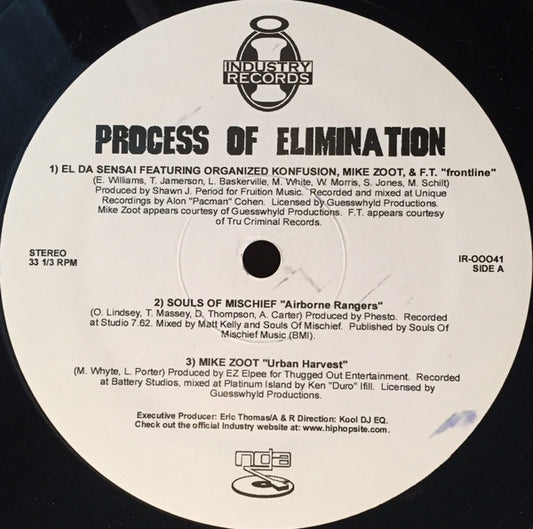 INDUSTRY
RECORDS
PROCESS OF ELIMINATION
1) EL DA SENSAI FEATURING ORGANIZED KONFUSION, MIKE ZOOT, & F.T. "frontline"
(E. Williams, T. Jamerson, L. Baskerville, M. White, W. Morris, S. Jones, M. Schilt)
Produced by Shawn J. Period for Fruition Music. Recorded and mixed at Unique
Recordings by Alon "Pacman" Cohen. Licensed by Guesswhyld Productions.
Mike Zoot appears courtesy of Guesswhyld Productions. F.T. appears courtesy
of Tru Criminal Records.
STEREO
33 1/3 RPM
IR-OOO41
SIDE A
2) SOULS OF MISCHIEF "Airborne Rangers"
(O. Lindsey, T. Massey, D. Thompson, A. Carter) Produced by Phesto. Recorded
at Studio 7.62. Mixed by Matt Kelly and Souls Of Mischief. Published by Souls Of
Mischief Music (BMI).
3) MIKE ZOOT "Urban Harvest"
(M. Whyte, L. Porter) Produced by EZ Elpee for Thugged Out Entertainment. Recorded
at Battery Studios, mixed at Platinum Island by Ken "Duro" Ifill. Licensed by
Guesswhyld Productions.
Executive Producer: Eric Thomas/A & R Direction: Kool DJ EQ.
Check out the official Industry website at: www.hiphopsite.com.
nda